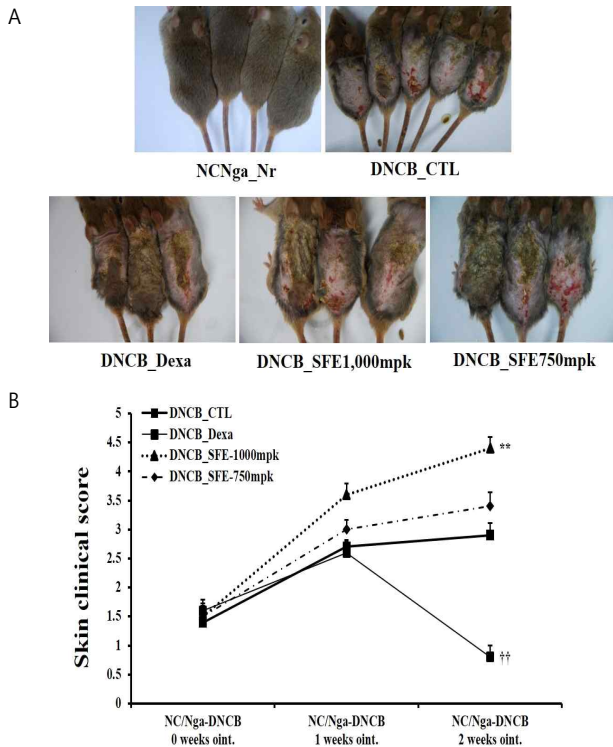 A
NCNga_Nr
DNCB_CTL
DNCB_Dexa
DNCB_SFE1,000mpk
DNCB_SFE750mpk
B
DNCB_CTL
DNCB_Dexa
DNCB_SFE-1000mpk
DNCB_SFE-750mpk
Skin clinical score
5
4.5
4
3.5
3
2.5
2
1.5
1
0.5
0
**
††
NC/Nga-DNCB
0 weeks oint.
NC/Nga-DNCB
1 weeks oint.
NC/Nga-DNCB
2 weeks oint.